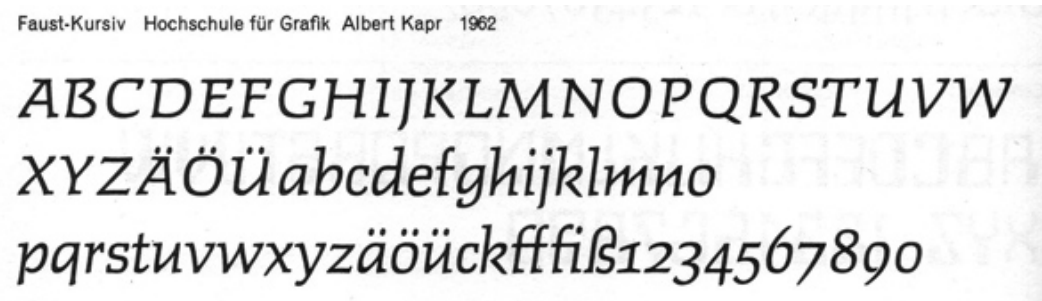 Faust-Kursiv Hochschule für Grafik Albert Kapr 1962
ABCDEFGHIJKLMNOPQRSTUVW
XYZÄÖÜabcdefghijklmno
pqrstuvwxyzäöückfffiß1234567890